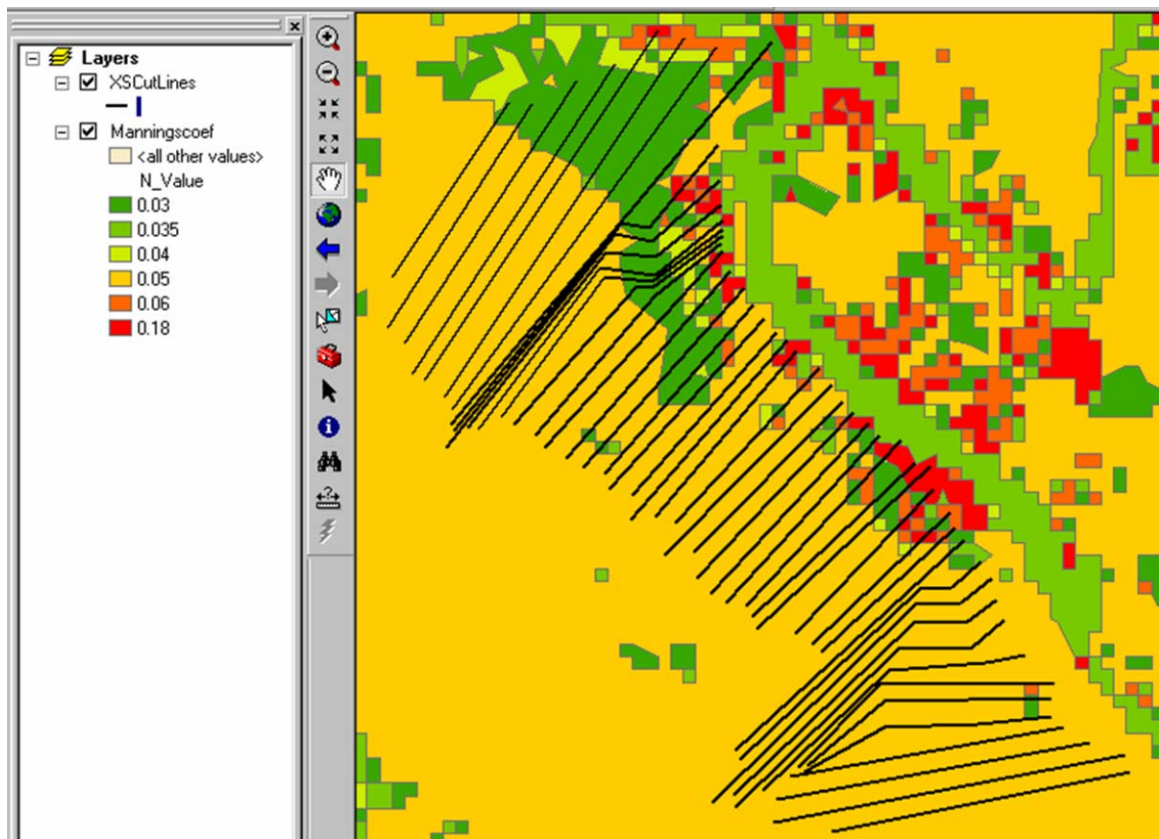 Layers
XSCutLines
Manningscoef
<all other values>
N_Value
0.03
0.035
0.04
0.05
0.06
0.18